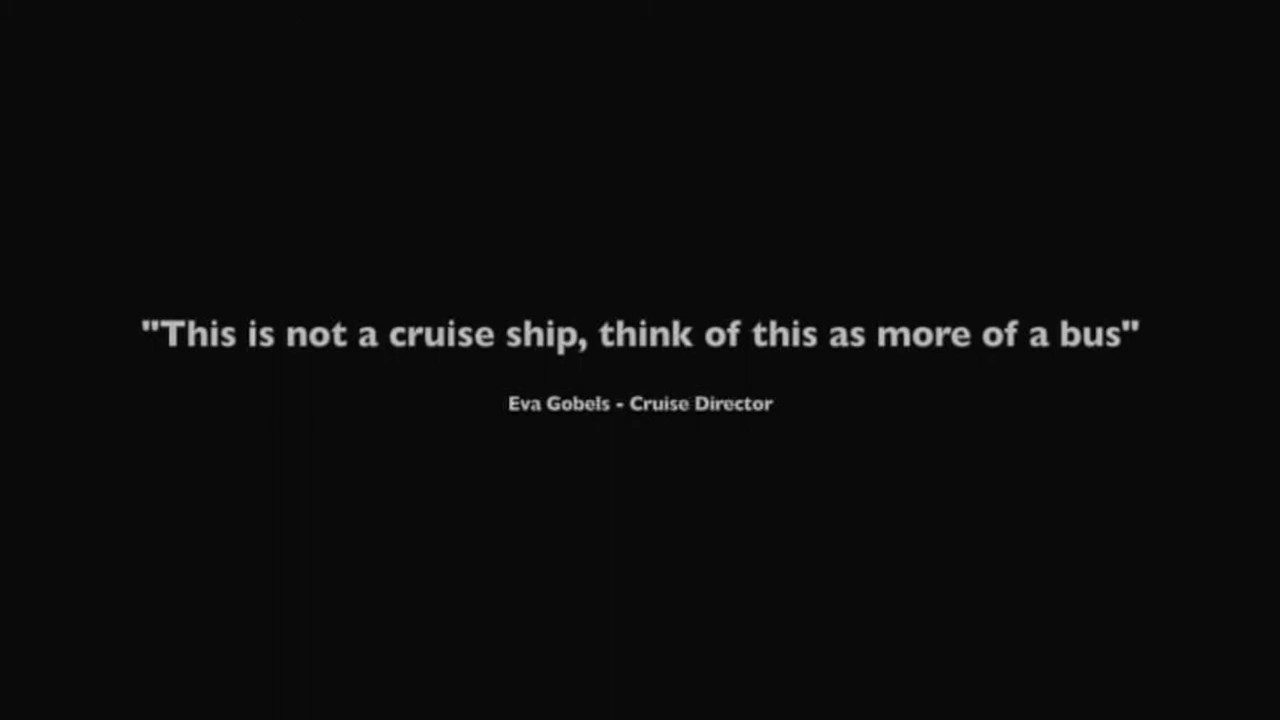 "This is not a cruise ship, think of this as more of a bus"
Eva Gobels - Cruise Director